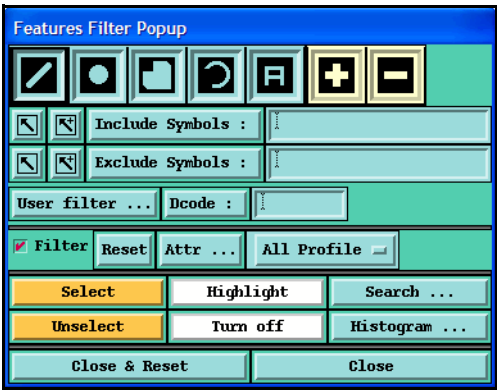 Features Filter Popup
A
Include Symbols :
Exclude Symbols :
User filter ... Dcode :
Filter Reset Attr ... All Profile
Select Highlight Search ...
Unselect Turn off Histogram ...
Close & Reset Close